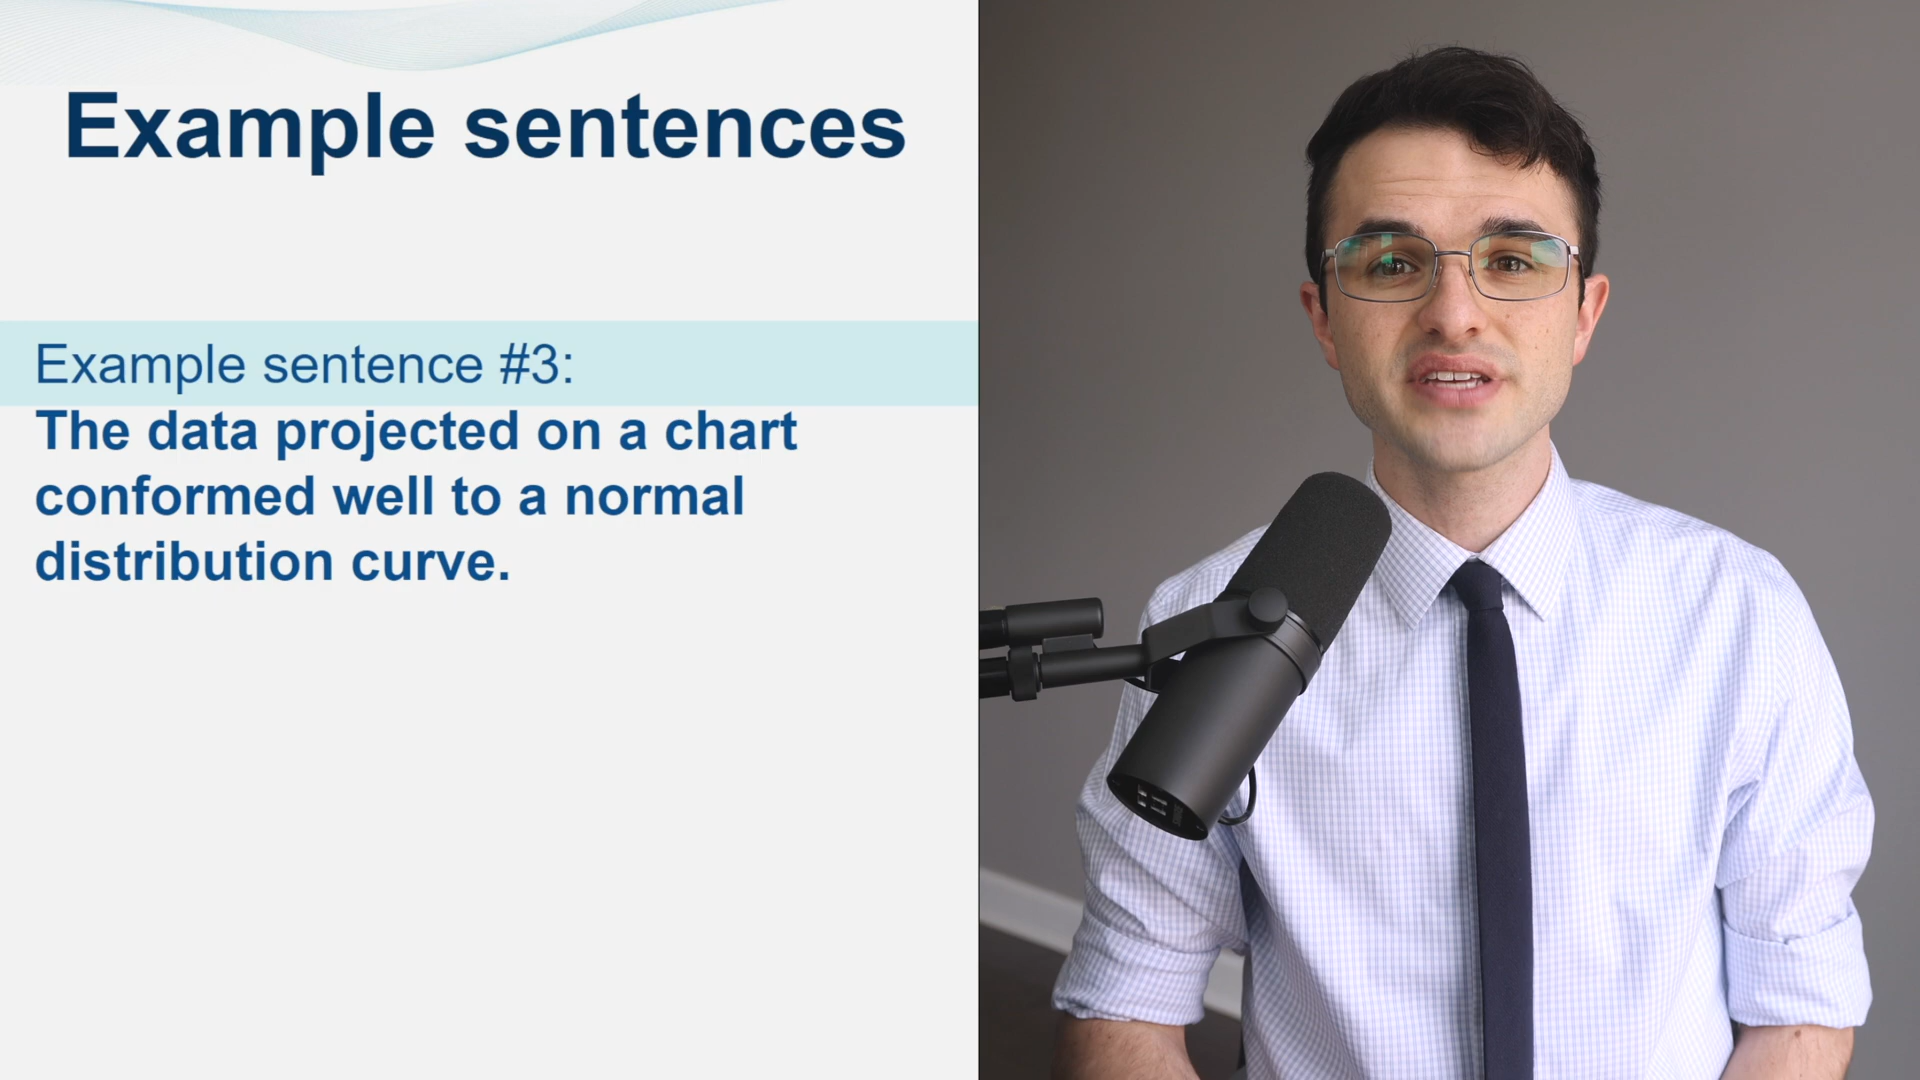 Example sentences
Example sentence #3:
The data projected on a chart
conformed well to a normal
distribution curve.